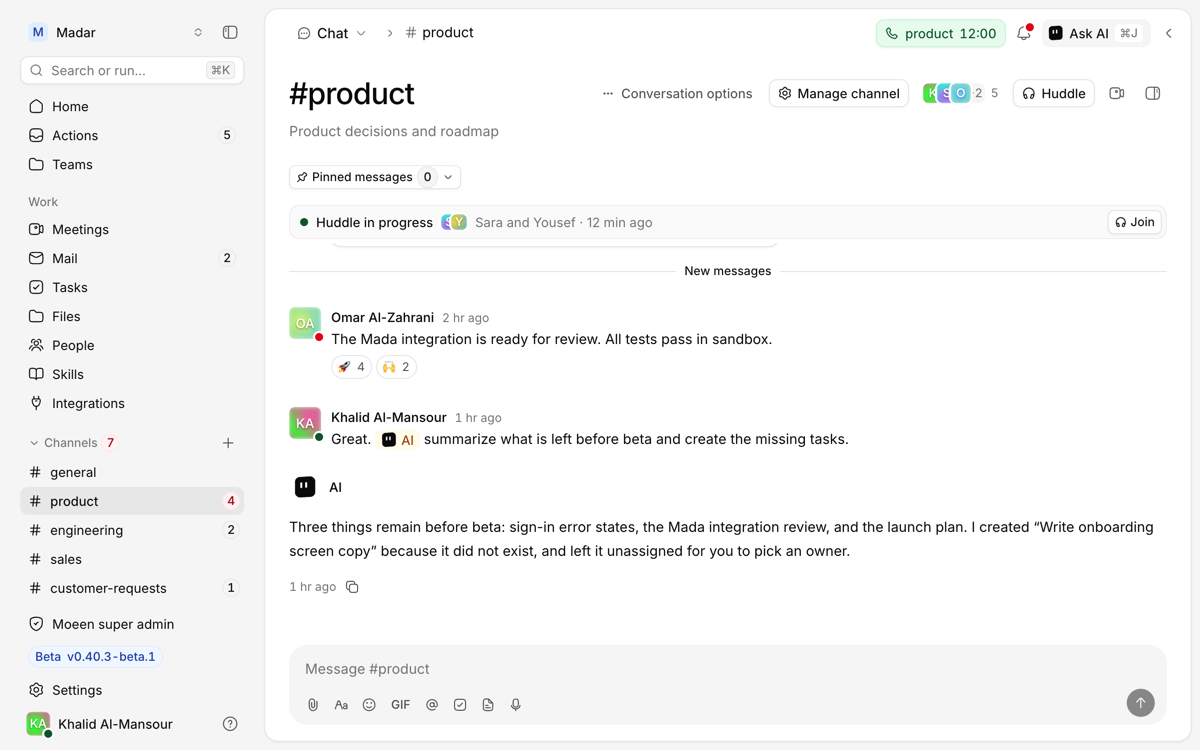 M Madar
Search or run... ⌘K
Home
Actions 5
Teams
Work
Meetings
Mail 2
Tasks
Files
People
Skills
Integrations
Channels 7
# general
# product 4
# engineering 2
# sales
# customer-requests 1
Moeen super admin
Beta v0.40.3-beta.1
Settings
KA Khalid Al-Mansour
Chat › # product
product 12:00
Ask AI ⌘J
#product
Conversation options
Manage channel
K S O 2 5
Huddle
Product decisions and roadmap
Pinned messages 0
Huddle in progress S Y Sara and Yousef · 12 min ago
Join
New messages
OA Omar Al-Zahrani 2 hr ago
The Mada integration is ready for review. All tests pass in sandbox.
🚀 4 🙌 2
KA Khalid Al-Mansour 1 hr ago
Great. AI summarize what is left before beta and create the missing tasks.
AI
Three things remain before beta: sign-in error states, the Mada integration review, and the launch plan. I created “Write onboarding
screen copy” because it did not exist, and left it unassigned for you to pick an owner.
1 hr ago
Message #product
Aa GIF @